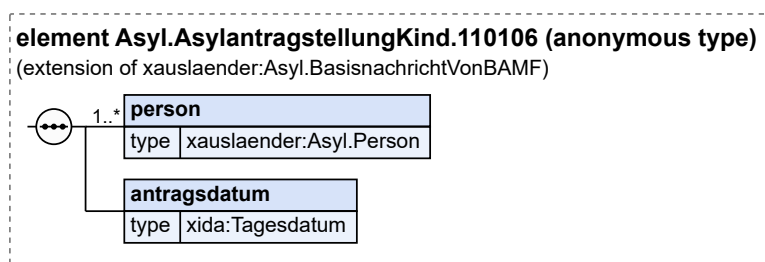 element Asyl.AsylantragstellungKind.110106 (anonymous type)
(extension of xauslaender:Asyl.BasisnachrichtVonBAMF)
1..* person
type xauslaender:Asyl.Person
antragsdatum
type xida:Tagesdatum